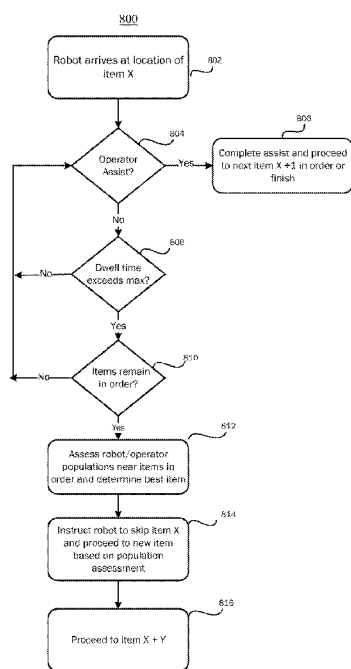 800
Robot arrives at location of
item X
802
804
Operator
Assist?
Yes
806
Complete assist and proceed
to next item X +1 in order or
finish
No
808
Dwell time
exceeds max?
No
Yes
810
Items remain
in order?
No
Yes
812
Assess robot/operator
populations near items in
order and determine best item
814
Instruct robot to skip item X
and proceed to new item
based on population
assessment
816
Proceed to item X + Y